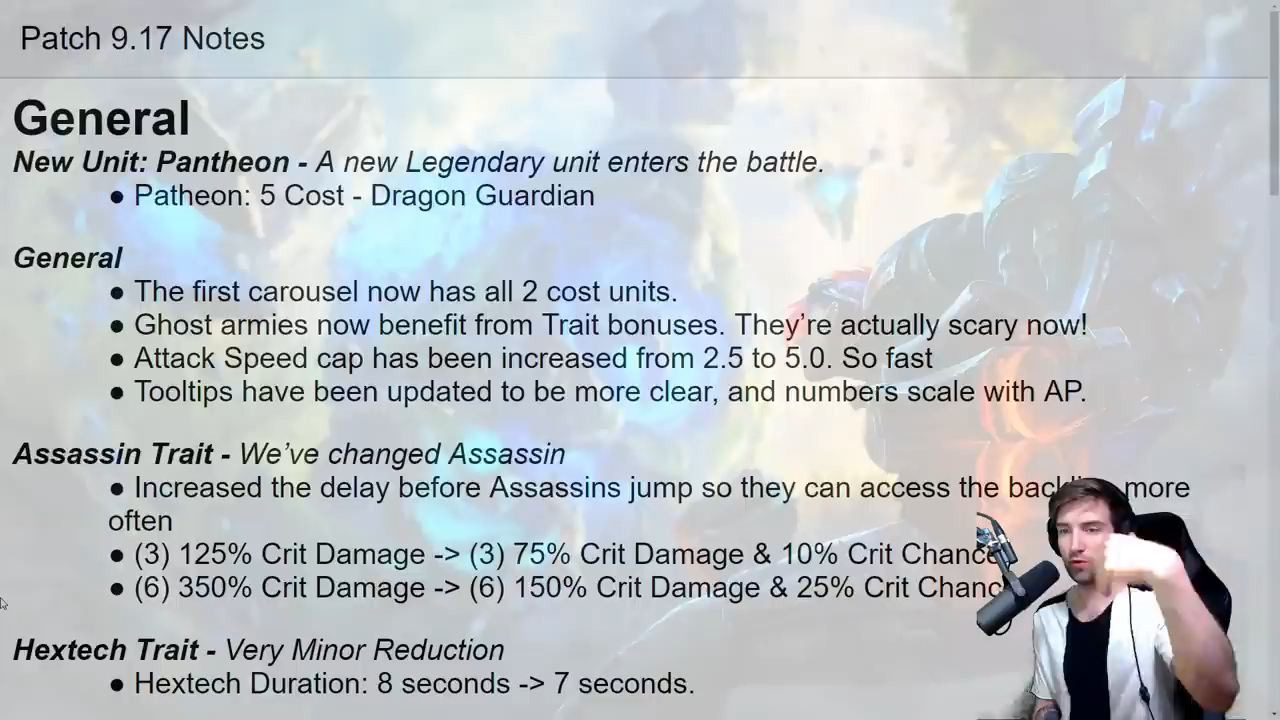 Patch 9.17 Notes
General
New Unit: Pantheon - A new Legendary unit enters the battle.
● Patheon: 5 Cost - Dragon Guardian
General
● The first carousel now has all 2 cost units.
● Ghost armies now benefit from Trait bonuses. They’re actually scary now!
● Attack Speed cap has been increased from 2.5 to 5.0. So fast
● Tooltips have been updated to be more clear, and numbers scale with AP.
Assassin Trait - We’ve changed Assassin
● Increased the delay before Assassins jump so they can access the more
often
● (3) 125% Crit Damage -> (3) 75% Crit Damage & 10% Crit Chance
● (6) 350% Crit Damage -> (6) 150% Crit Damage & 25% Crit Chanc
Hextech Trait - Very Minor Reduction
● Hextech Duration: 8 seconds -> 7 seconds.